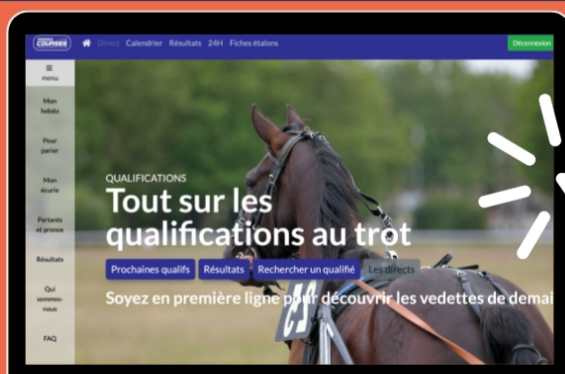 COURSES
Direct Calendrier Résultats 24H Fiches étalons
Déconnexion
menu
Mon
hebdo
Pour
parier
Mon
écurie
Partants
et pronos
Résultats
Qui
sommes-
nous
FAQ
QUALIFICATIONS
Tout sur les
qualifications au trot
Prochaines qualifs Résultats Rechercher un qualifié Les directs
Soyez en première ligne pour découvrir les vedettes de demai